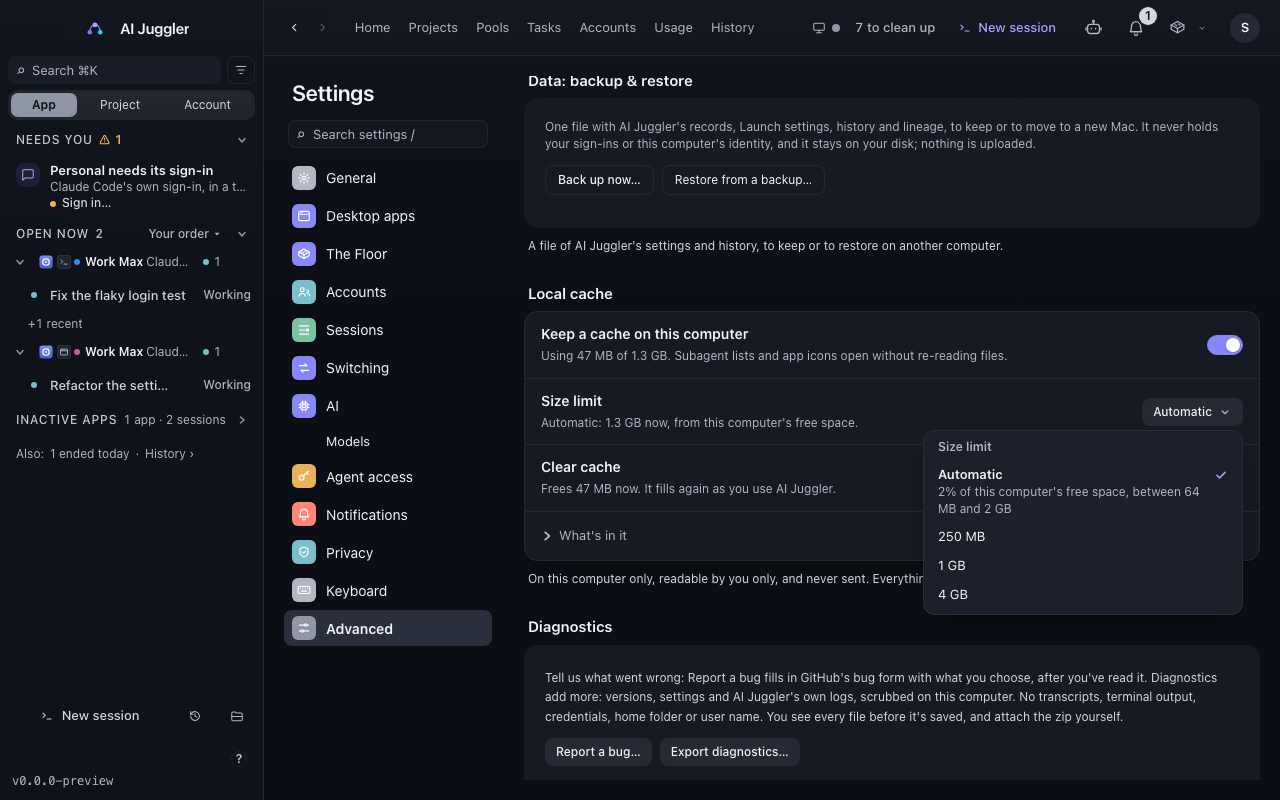 AI Juggler
Search ⌘K
App
Project
Account
NEEDS YOU 1
Personal needs its sign-in
Claude Code's own sign-in, in a t...
Sign in...
OPEN NOW 2
Your order
Work Max Claud...
1
Fix the flaky login test
Working
+1 recent
Work Max Claud...
1
Refactor the setti...
Working
INACTIVE APPS 1 app · 2 sessions
Also: 1 ended today · History ›
New session
?
v0.0.0-preview
Home
Projects
Pools
Tasks
Accounts
Usage
History
7 to clean up
New session
1
S
Settings
Search settings /
General
Desktop apps
The Floor
Accounts
Sessions
Switching
AI
Models
Agent access
Notifications
Privacy
Keyboard
Advanced
Data: backup & restore
One file with AI Juggler's records, Launch settings, history and lineage, to keep or to move to a new Mac. It never holds
your sign-ins or this computer's identity, and it stays on your disk; nothing is uploaded.
Back up now...
Restore from a backup...
A file of AI Juggler's settings and history, to keep or to restore on another computer.
Local cache
Keep a cache on this computer
Using 47 MB of 1.3 GB. Subagent lists and app icons open without re-reading files.
Size limit
Automatic: 1.3 GB now, from this computer's free space.
Automatic
Clear cache
Frees 47 MB now. It fills again as you use AI Juggler.
What's in it
On this computer only, readable by you only, and never sent.
Size limit
Automatic
2% of this computer's free space, between 64
MB and 2 GB
250 MB
1 GB
4 GB
Diagnostics
Tell us what went wrong: Report a bug fills in GitHub's bug form with what you choose, after you've read it. Diagnostics
add more: versions, settings and AI Juggler's own logs, scrubbed on this computer. No transcripts, terminal output,
credentials, home folder or user name. You see every file before it's saved, and attach the zip yourself.
Report a bug...
Export diagnostics...